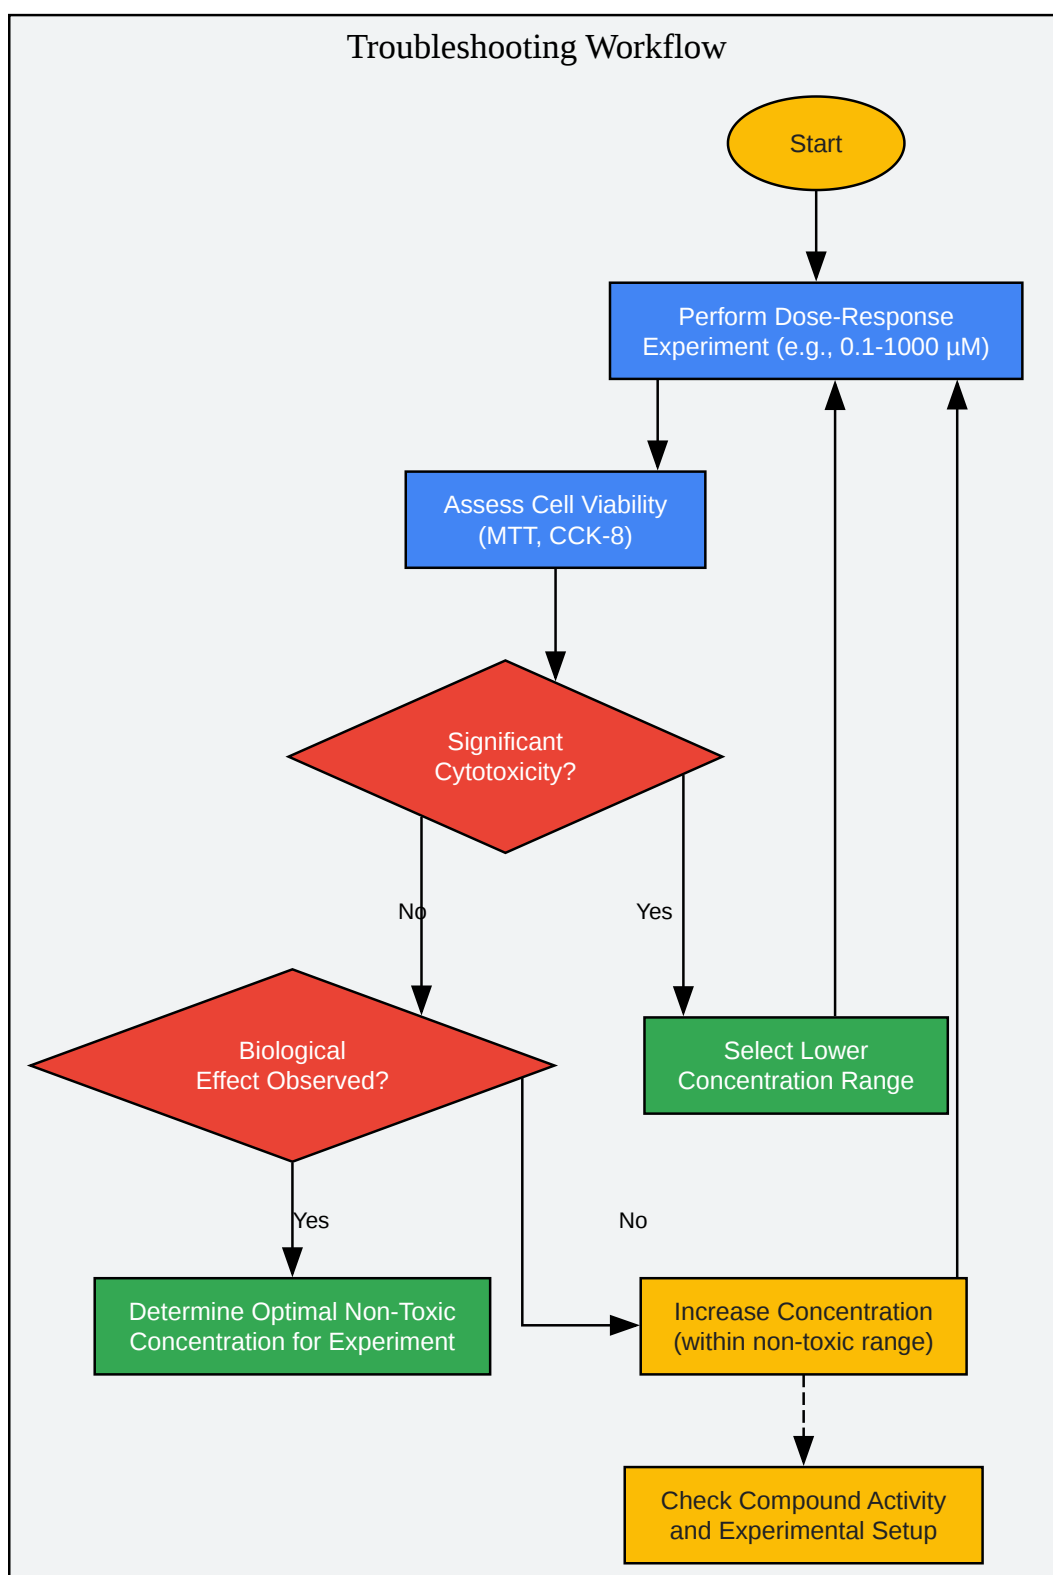 Troubleshooting Workflow
Start
Perform Dose-Response
Experiment (e.g., 0.1-1000 µM)
Assess Cell Viability
(MTT, CCK-8)
Significant
Cytotoxicity?
No
Yes
Biological
Effect Observed?
Select Lower
Concentration Range
Yes
No
Determine Optimal Non-Toxic
Concentration for Experiment
Increase Concentration
(within non-toxic range)
Check Compound Activity
and Experimental Setup